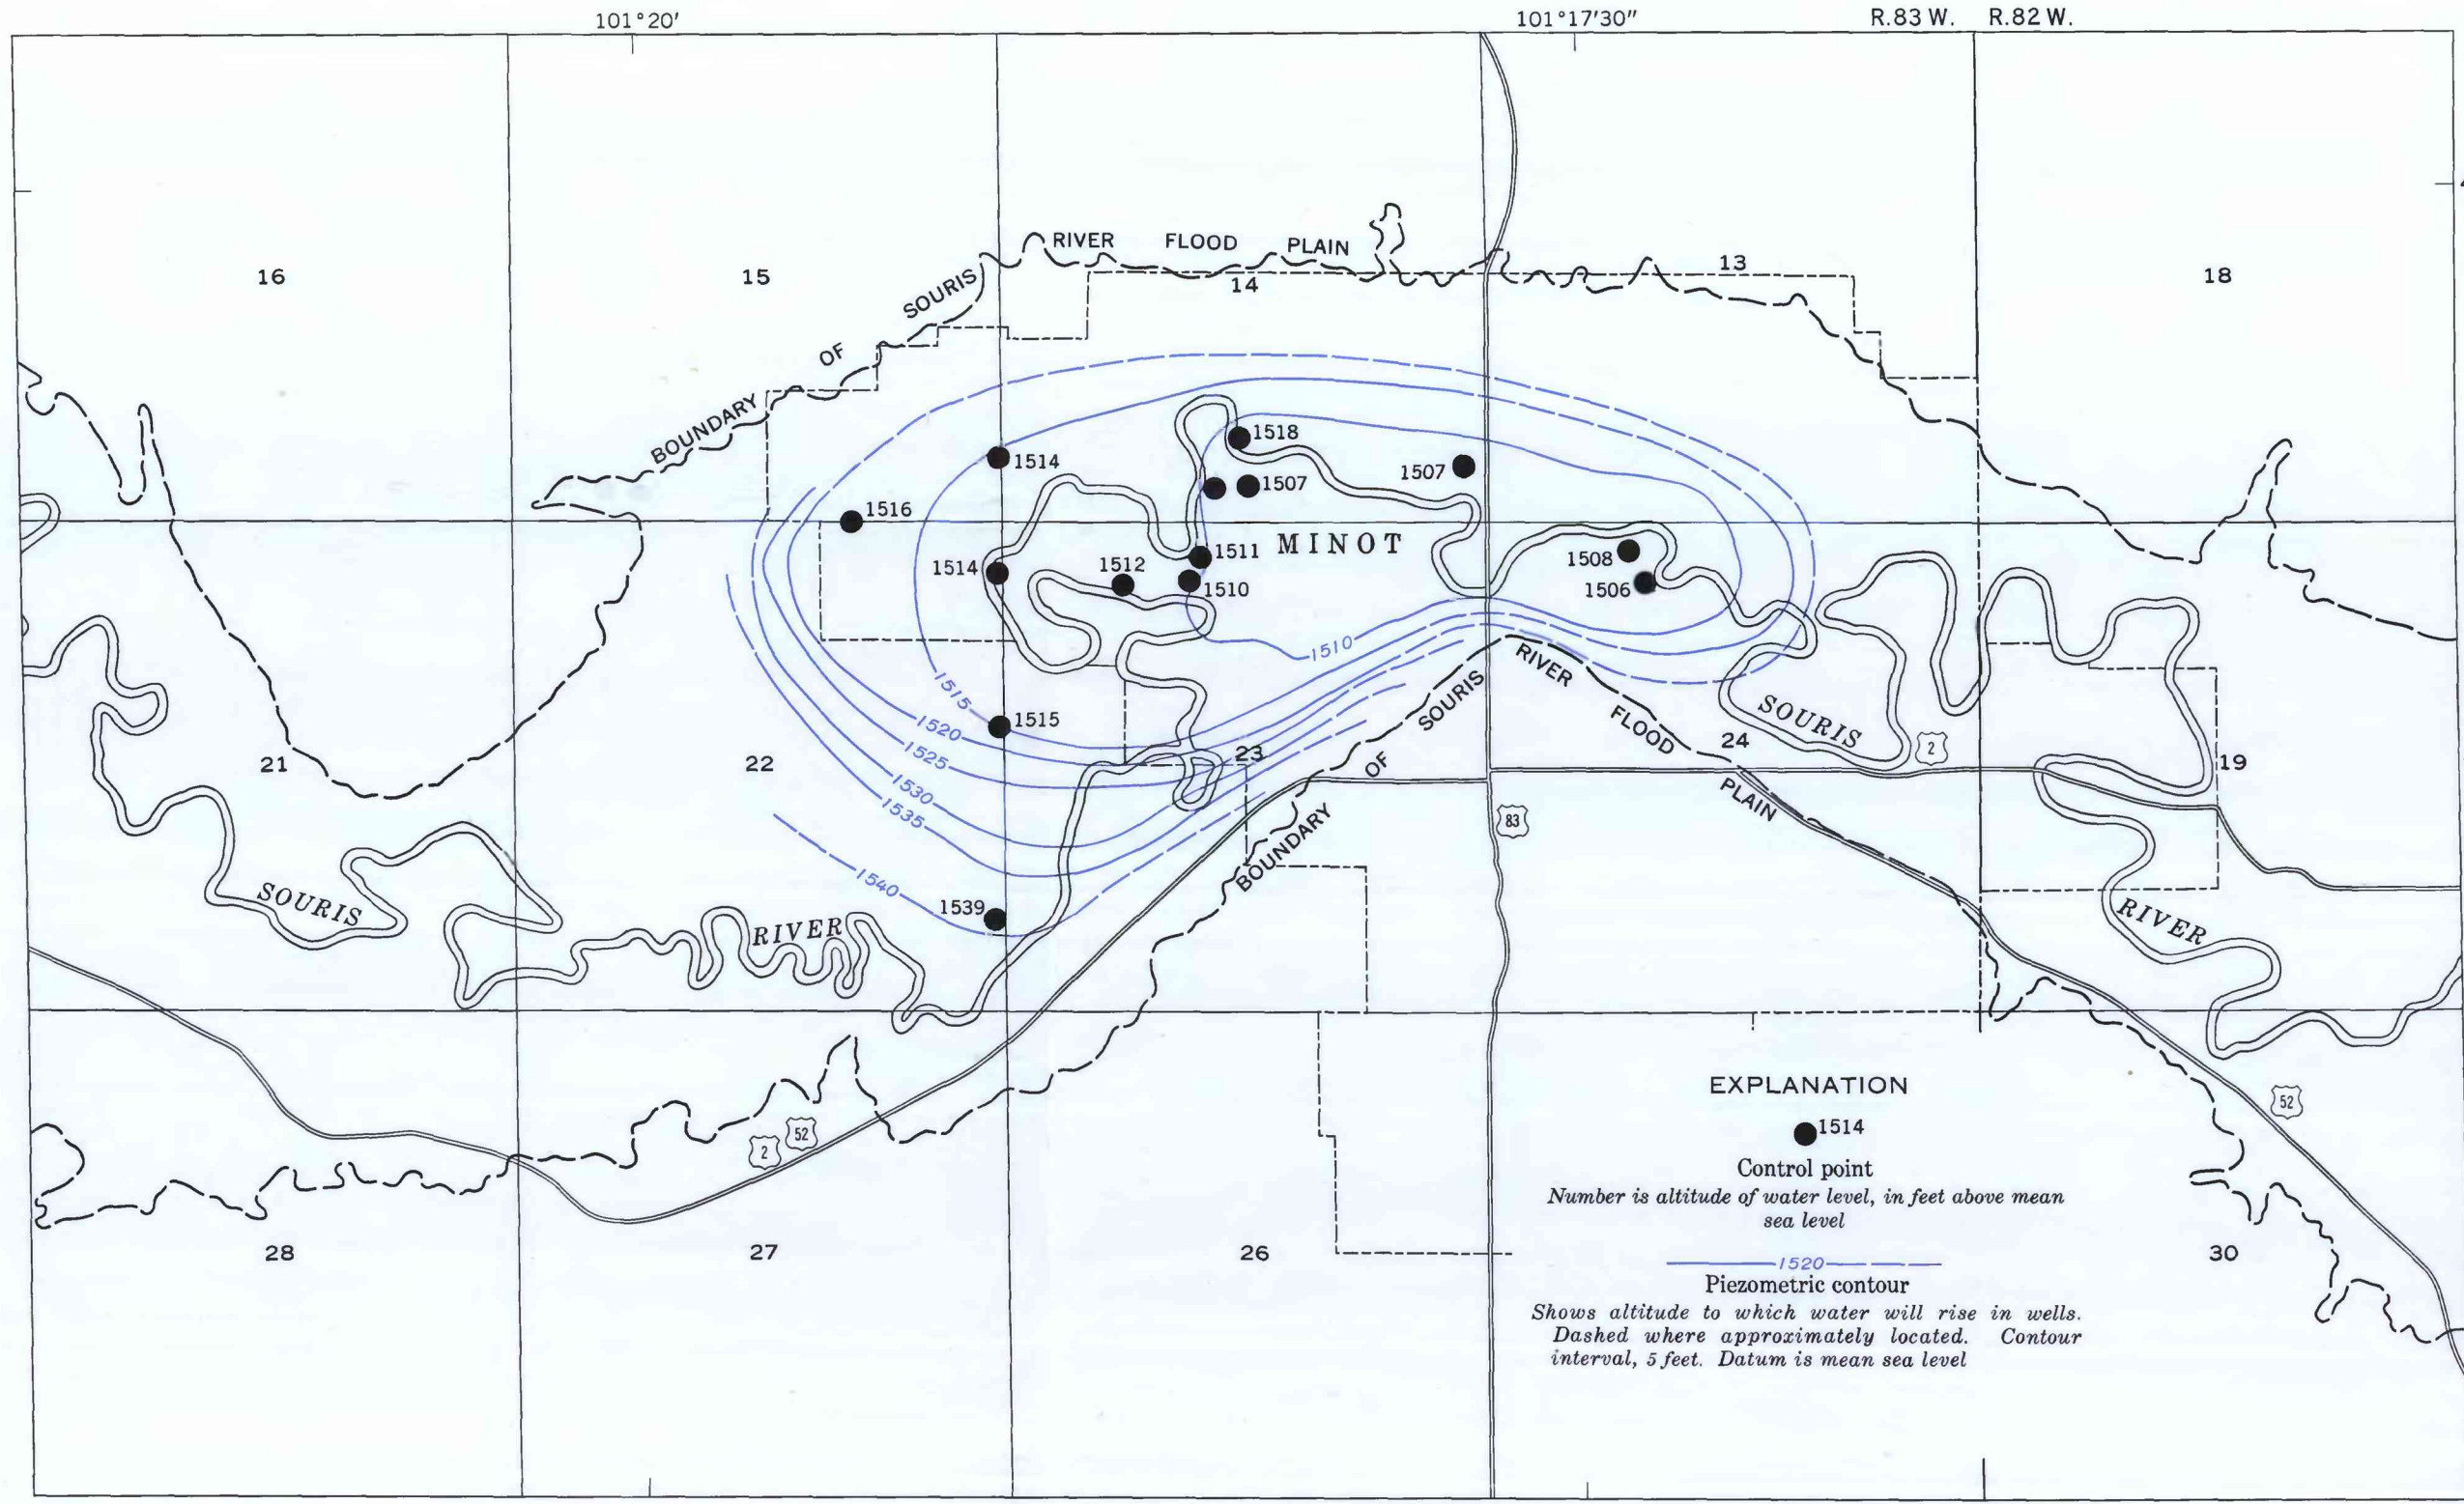 101°20′
101°17′30″
R.83 W.
R.82 W.
16
15
14
13
18
BOUNDARY OF SOURIS RIVER FLOOD PLAIN
1518
1514
1507
1507
1516
MINOT
1511
1514
1512
1508
1510
1506
1510
1515
1515
1520
1525
1530
1535
1540
1539
21
22
23
24
19
BOUNDARY OF SOURIS RIVER FLOOD PLAIN
SOURIS
2
83
SOURIS
RIVER
RIVER
52
2
52
28
27
26
30
EXPLANATION
1514
Control point
Number is altitude of water level, in feet above mean
sea level
1520
Piezometric contour
Shows altitude to which water will rise in wells.
Dashed where approximately located. Contour
interval, 5 feet. Datum is mean sea level